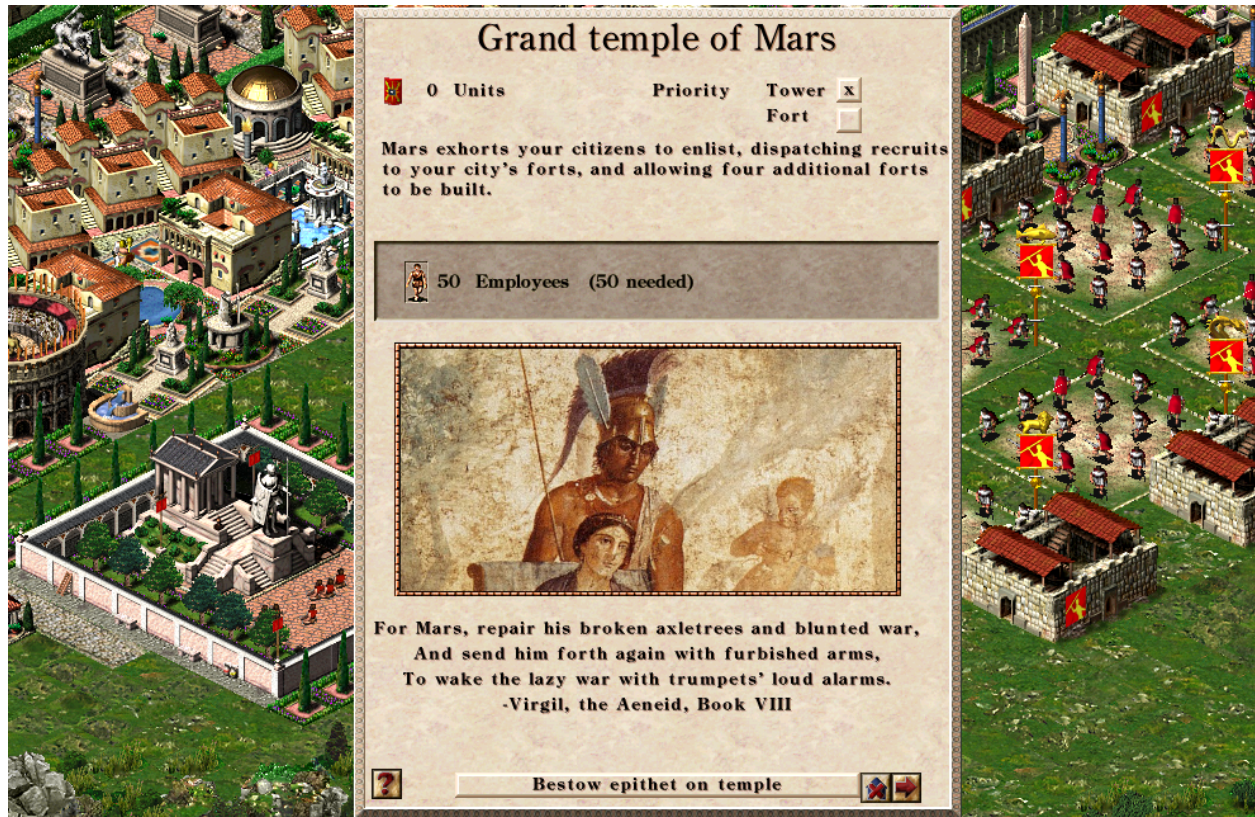 Grand temple of Mars
0 Units Priority Tower x
Fort
Mars exhorts your citizens to enlist, dispatching recruits
to your city's forts, and allowing four additional forts
to be built.
50 Employees (50 needed)
For Mars, repair his broken axletrees and blunted war,
And send him forth again with furbished arms,
To wake the lazy war with trumpets' loud alarms.
-Virgil, the Aeneid, Book VIII
? Bestow epithet on temple